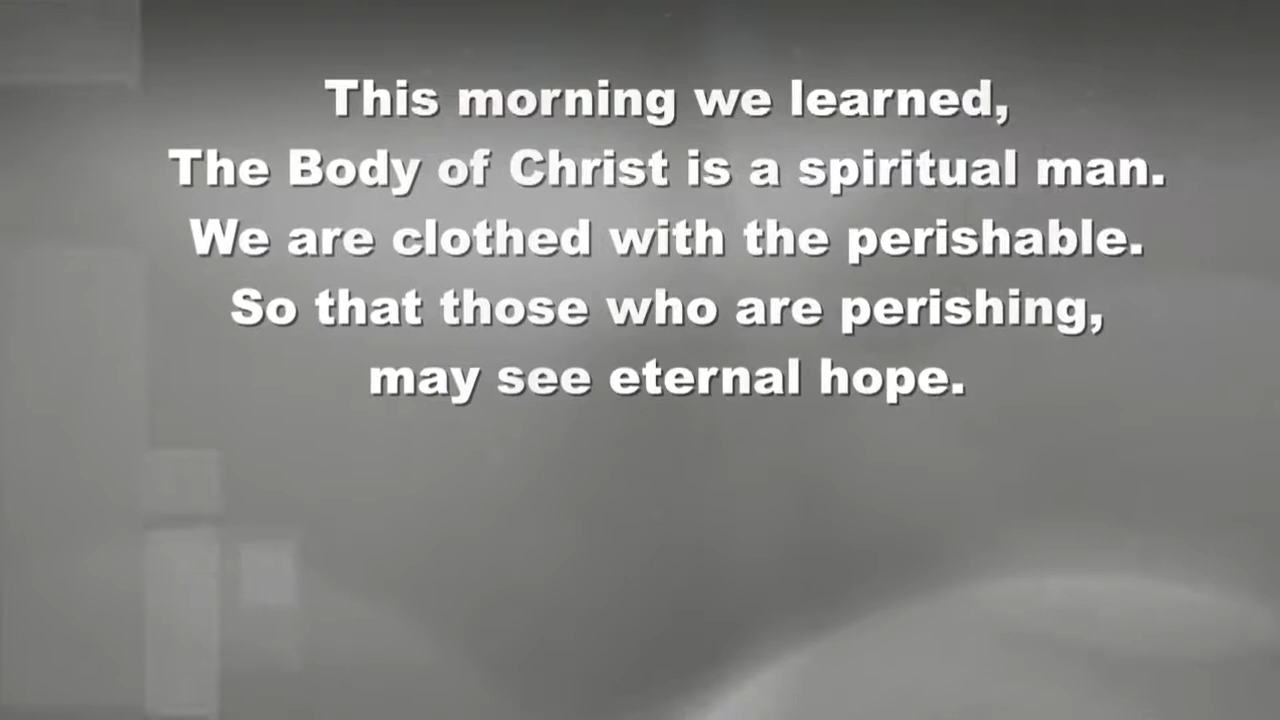 This morning we learned,
The Body of Christ is a spiritual man.
We are clothed with the perishable.
So that those who are perishing,
may see eternal hope.